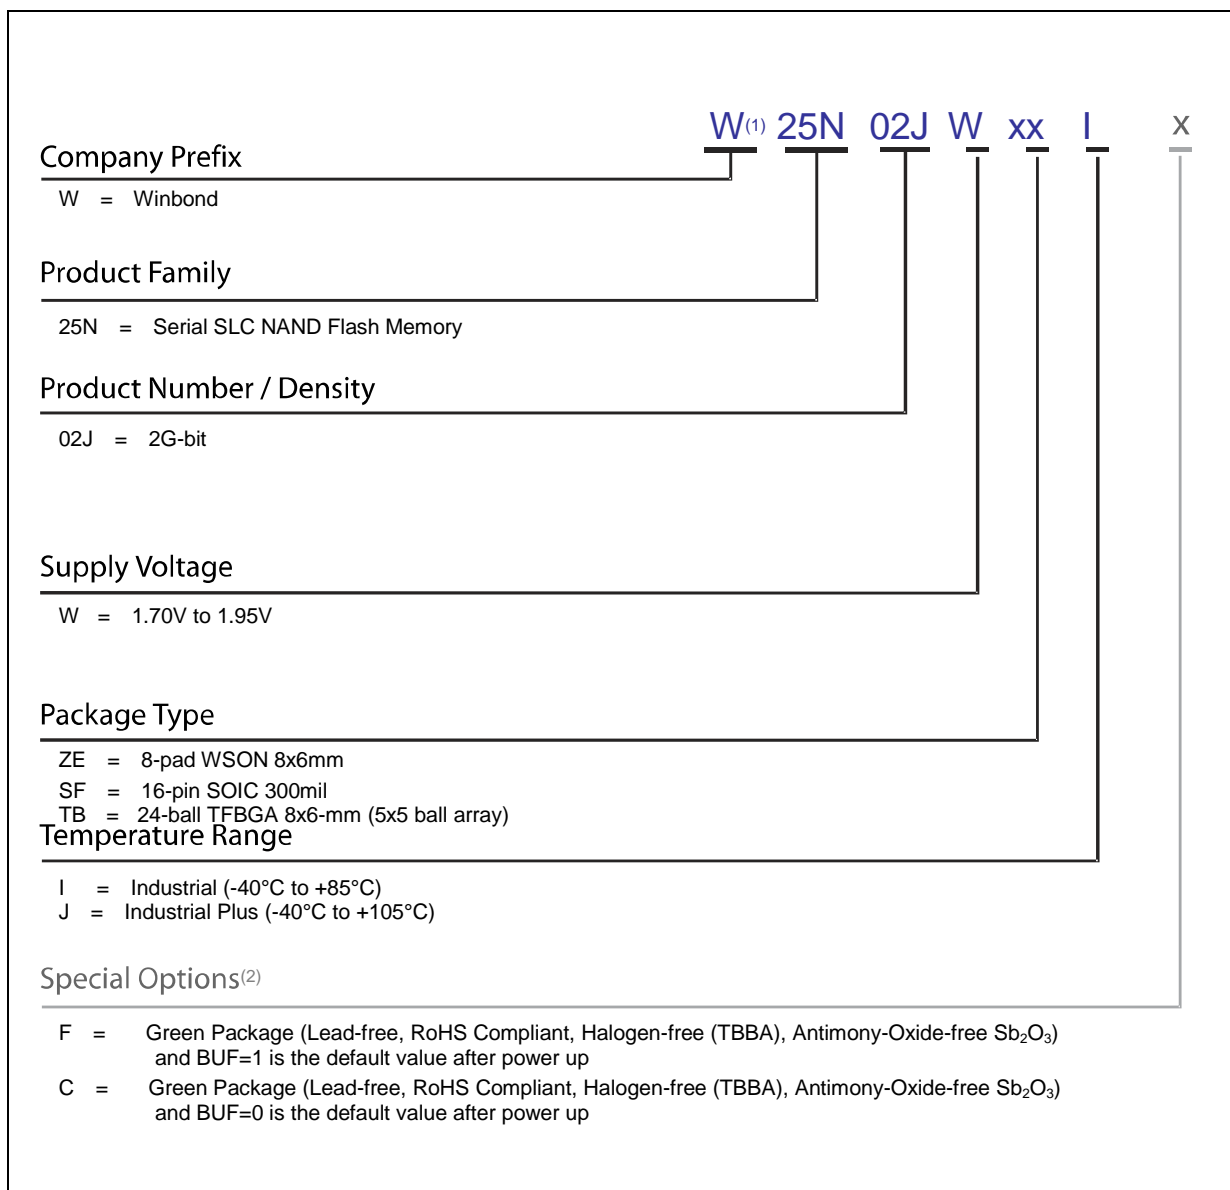 W(1) 25N 02J W xx I x
Company Prefix
W = Winbond
Product Family
25N = Serial SLC NAND Flash Memory
Product Number / Density
02J = 2G-bit
Supply Voltage
W = 1.70V to 1.95V
Package Type
ZE = 8-pad WSON 8x6mm
SF = 16-pin SOIC 300mil
TB = 24-ball TFBGA 8x6-mm (5x5 ball array)
Temperature Range
I = Industrial (-40°C to +85°C)
J = Industrial Plus (-40°C to +105°C)
Special Options(2)
F = Green Package (Lead-free, RoHS Compliant, Halogen-free (TBBA), Antimony-Oxide-free Sb₂O₃)
and BUF=1 is the default value after power up
C = Green Package (Lead-free, RoHS Compliant, Halogen-free (TBBA), Antimony-Oxide-free Sb₂O₃)
and BUF=0 is the default value after power up